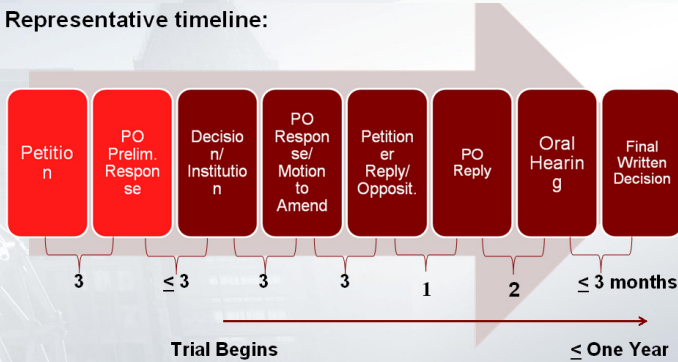 Representative timeline:
Petitio
n
PO
Prelim.
Respon
se
Decisio
n/
Institutio
n
PO
Respon
se/
Motion
to
Amend
Petition
er
Reply/
Opposit.
PO
Reply
Oral
Hearin
g
Final
Written
Decision
3
≤ 3
3
3
1
2
≤ 3 months
Trial Begins
≤ One Year